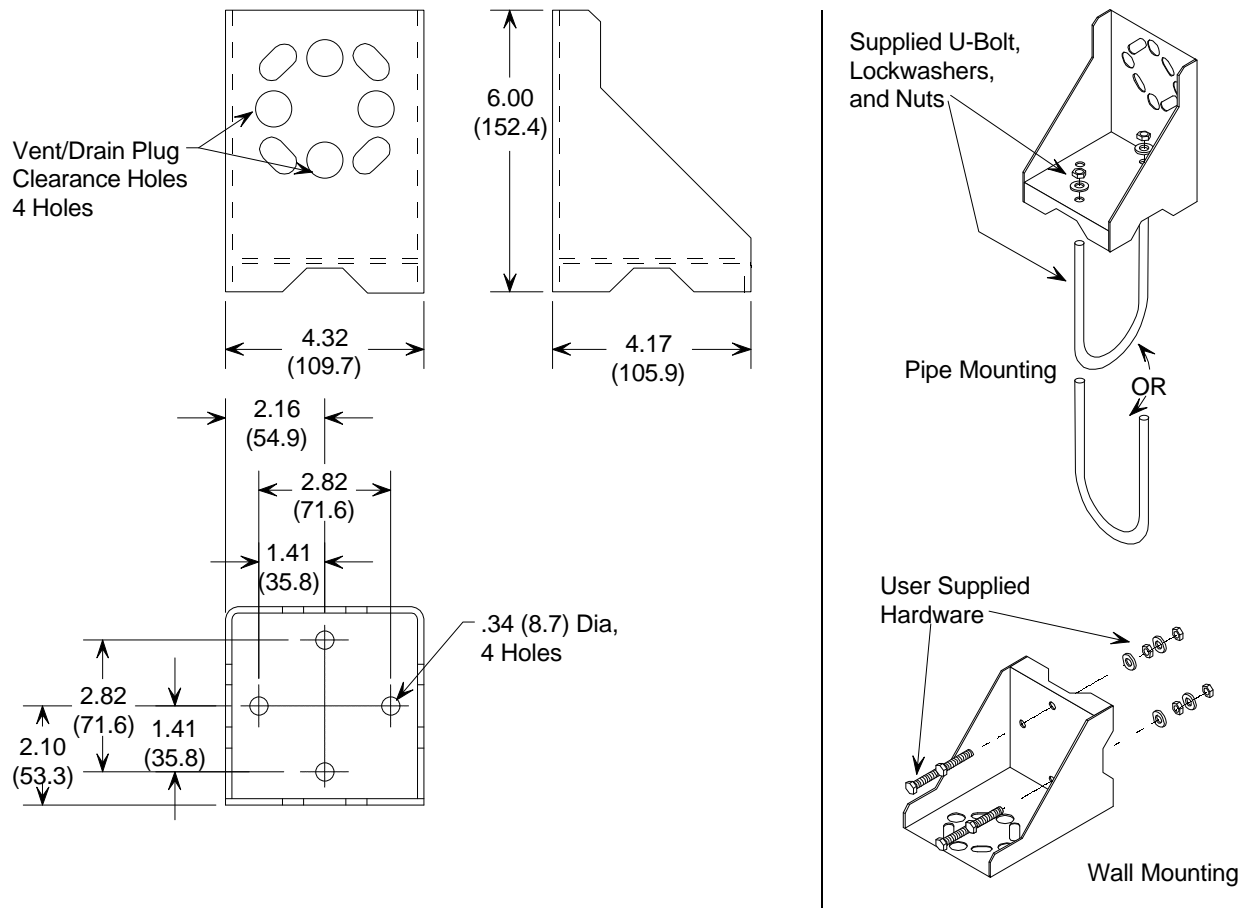 Vent/Drain Plug
Clearance Holes
4 Holes
6.00
(152.4)
4.32
(109.7)
4.17
(105.9)
2.16
(54.9)
2.82
(71.6)
1.41
(35.8)
.34 (8.7) Dia,
4 Holes
2.82
(71.6)
1.41
(35.8)
2.10
(53.3)
Supplied U-Bolt,
Lockwashers,
and Nuts
Pipe Mounting
OR
User Supplied
Hardware
Wall Mounting